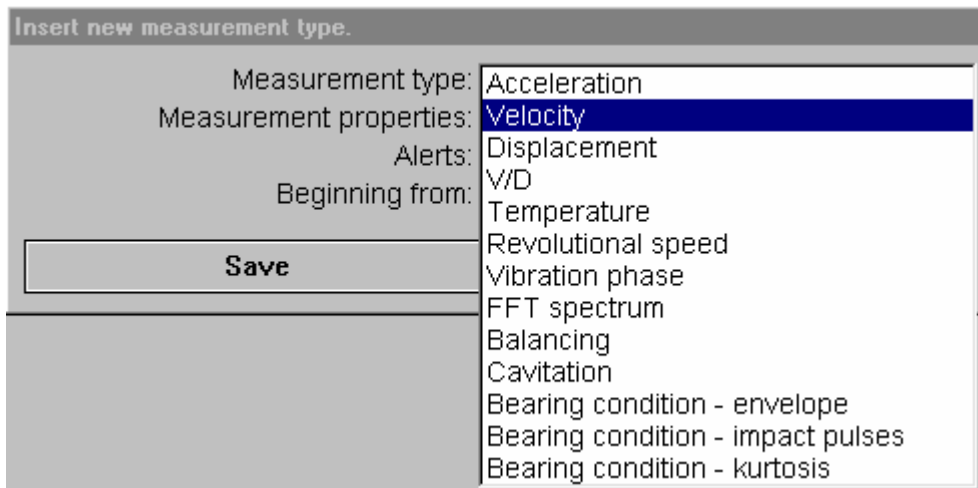 Insert new measurement type.
Measurement type:
Measurement properties:
Alerts:
Beginning from:
Save
Acceleration
Velocity
Displacement
V/D
Temperature
Revolutional speed
Vibration phase
FFT spectrum
Balancing
Cavitation
Bearing condition - envelope
Bearing condition - impact pulses
Bearing condition - kurtosis